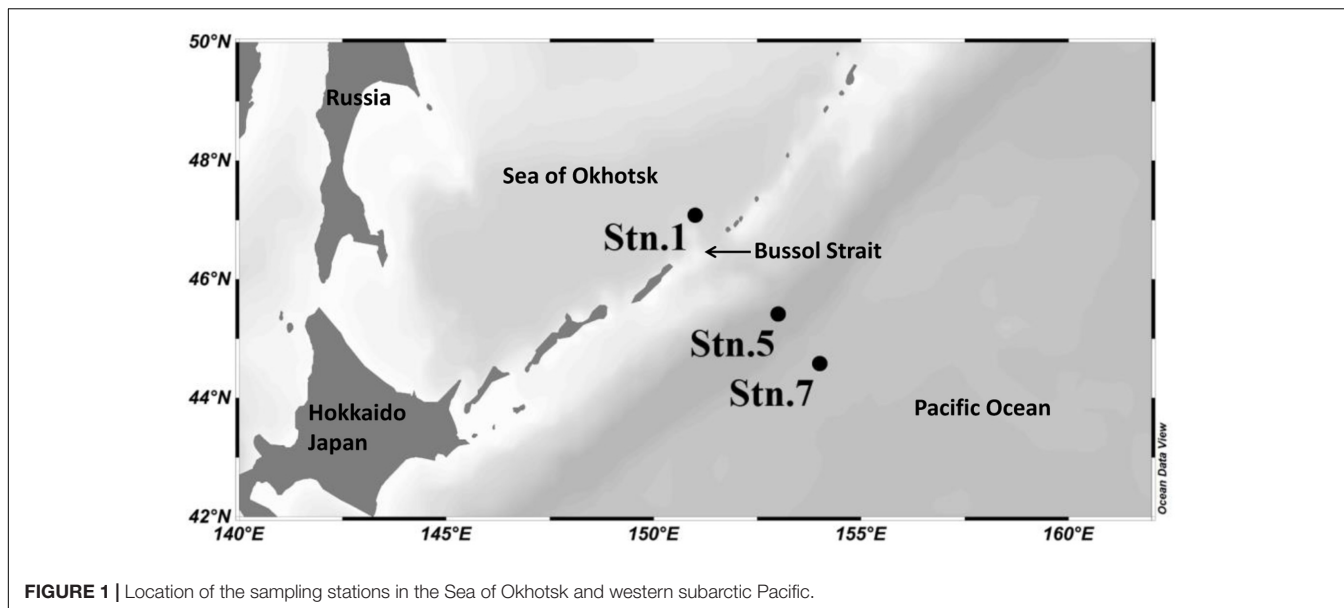 50°N
Russia
48°N
Sea of Okhotsk
Stn.1
Bussol Strait
46°N
Stn.5
Stn.7
44°N
Hokkaido
Japan
Pacific Ocean
42°N
140°E 145°E 150°E 155°E 160°E
Ocean Data View
FIGURE 1 | Location of the sampling stations in the Sea of Okhotsk and western subarctic Pacific.